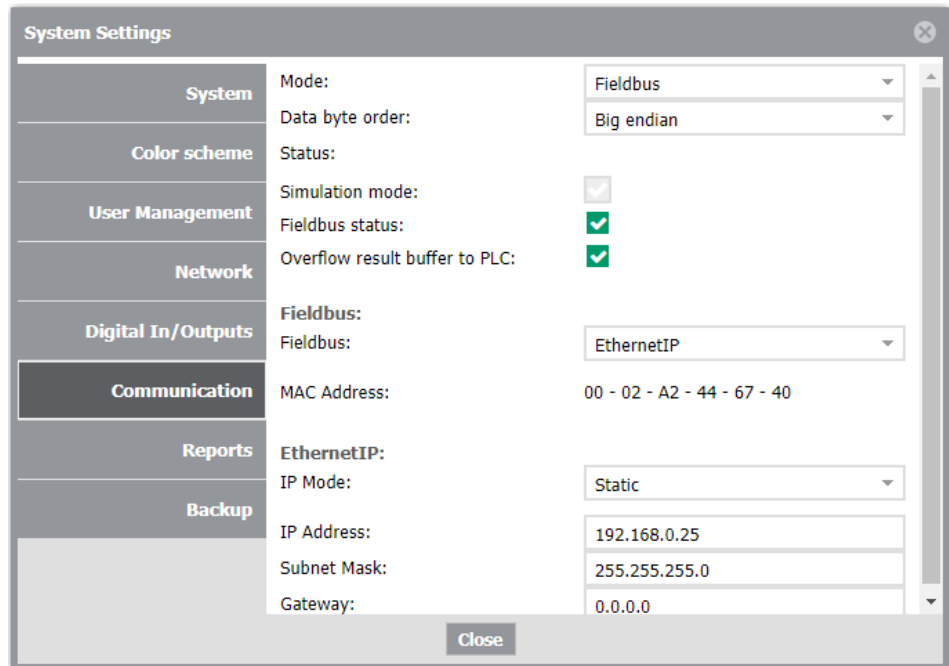 System Settings
System
Color scheme
User Management
Network
Digital In/Outputs
Communication
Reports
Backup
Mode: Fieldbus
Data byte order: Big endian
Status:
Simulation mode:
Fieldbus status:
Overflow result buffer to PLC:
Fieldbus:
Fieldbus: EthernetIP
MAC Address: 00 - 02 - A2 - 44 - 67 - 40
EthernetIP:
IP Mode: Static
IP Address: 192.168.0.25
Subnet Mask: 255.255.255.0
Gateway: 0.0.0.0
Close